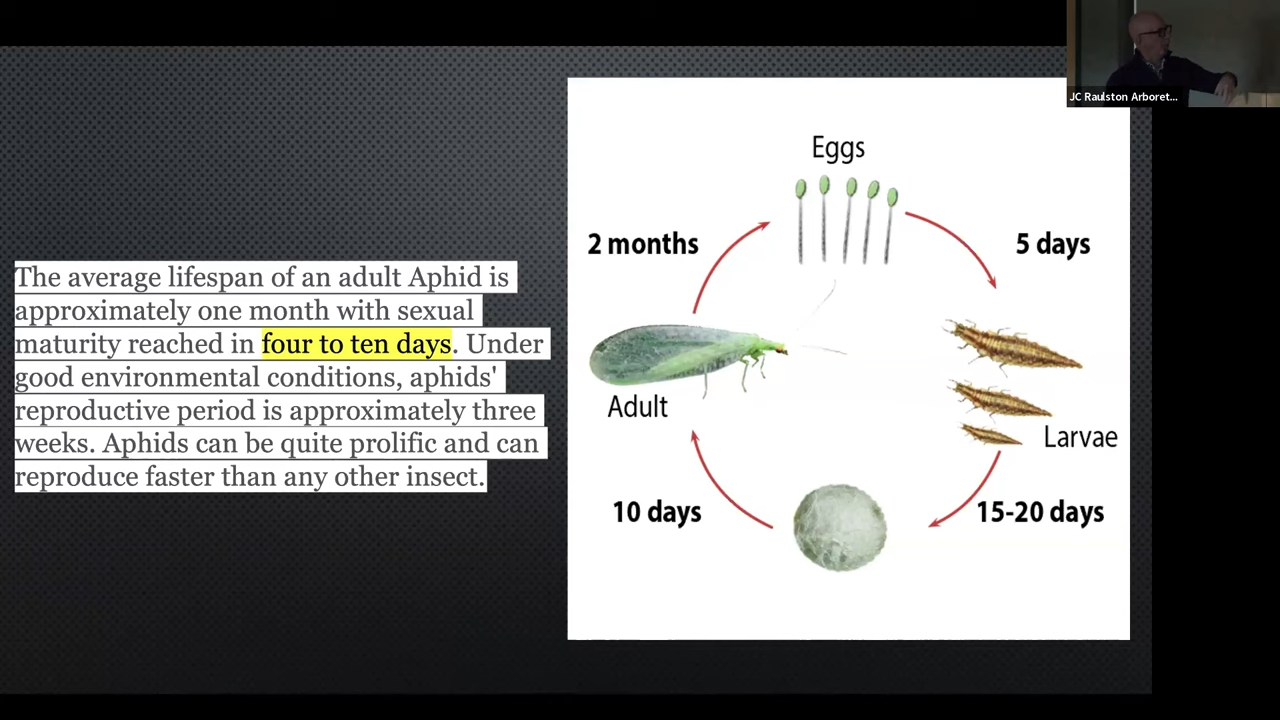 JC Raulston Arboret...
The average lifespan of an adult Aphid is
approximately one month with sexual
maturity reached in four to ten days. Under
good environmental conditions, aphids'
reproductive period is approximately three
weeks. Aphids can be quite prolific and can
reproduce faster than any other insect.
Eggs
2 months
5 days
Adult
Larvae
10 days
15-20 days